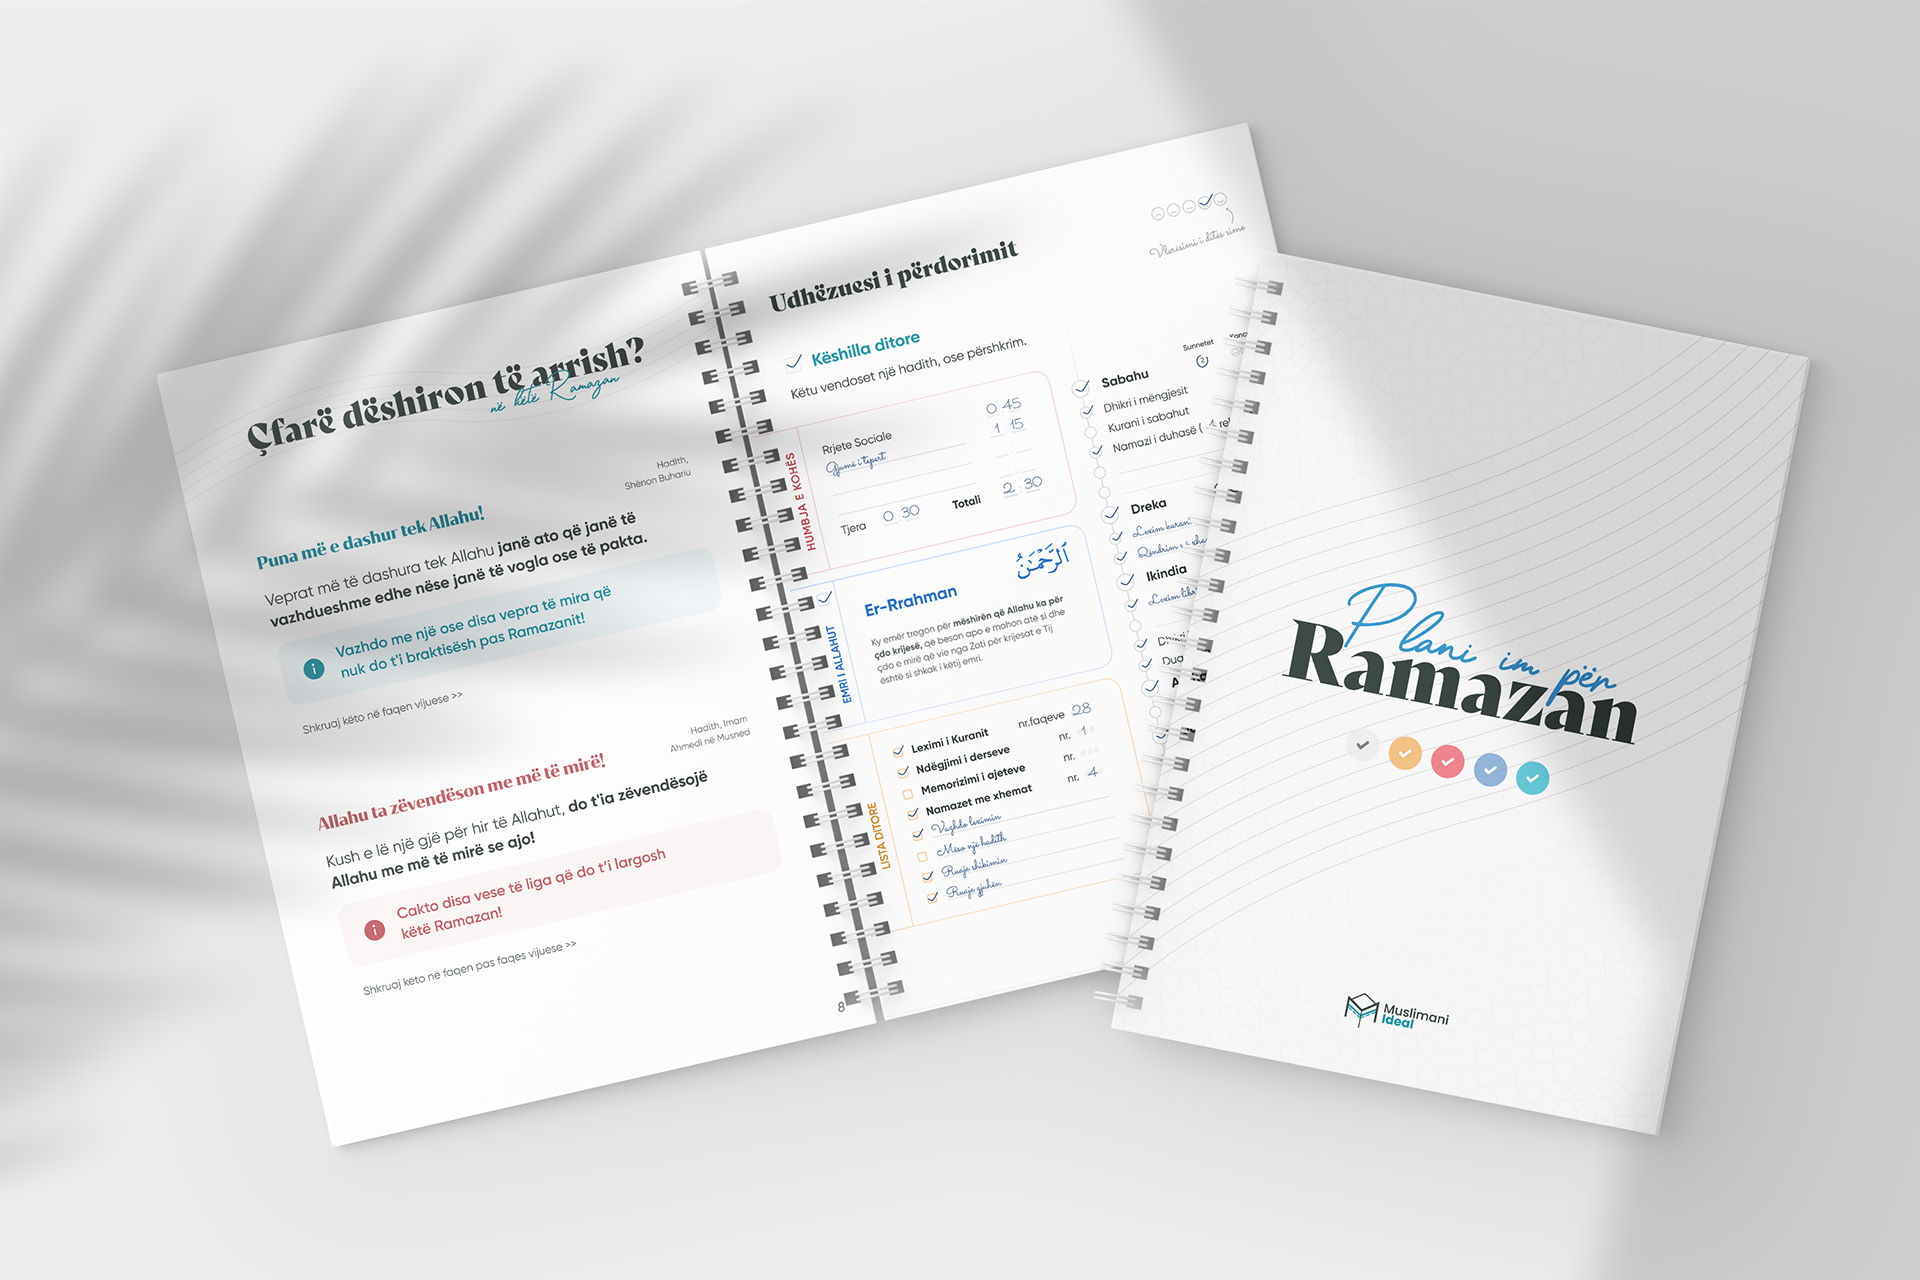 Çfarë dëshiron të arrish?
në këtë Ramazan
Hadith,
Shënon Buhariu
Puna më e dashur tek Allahu!
Veprat më të dashura tek Allahu janë ato që janë të
vazhdueshme edhe nëse janë të vogla ose të pakta.
Vazhdo me një ose disa vepra të mira që
nuk do t'i braktisësh pas Ramazanit!
Shkruaj këto në faqen vijuese >>
Hadith, Imam
Ahmedi në Musned
Allahu ta zëvendëson me më të mirë!
Kush e lë një gjë për hir të Allahut, do t'ia zëvendësojë
Allahu me më të mirë se ajo!
Cakto disa vese të liga që do t'i largosh
këtë Ramazan!
Shkruaj këto në faqen pas faqes vijuese >>
8
Udhëzuesi i përdorimit
Vlerësimi i ditës sime
Këshilla ditore
Këtu vendoset një hadith, ose përshkrim.
HUMBJA E KOHËS
Rrjete Sociale 0 45
Gjumë i tepërt 1 15
Tjera 0 30 Totali 2 : 30
EMRI I ALLAHUT
الرَّحْمَٰنُ
Er-Rrahman
Ky emër tregon për mëshirën që Allahu ka për
çdo krijesë, që beson apo e mohon atë si dhe
çdo e mirë që vie nga Zoti për krijesat e Tij
është si shkak i këtij emri.
LISTA DITORE
Leximi i Kuranit nr.faqeve 28
Ndëgjimi i derseve nr. 1
Memorizimi i ajeteve nr.
Namazet me xhemat nr. 4
Vazhdo leximin
Mëso një hadith
Ruaje shikimin
Ruaje gjuhën
Sunnetet
2
Sabahu
Dhikri i mëngjesit
Kurani i sabahut
Namazi i duhasë (
Dreka
Lexim kurani
Qëndrim
Ikindia
Lexim
Dua
Plani im për
Ramazan
Muslimani
Ideal